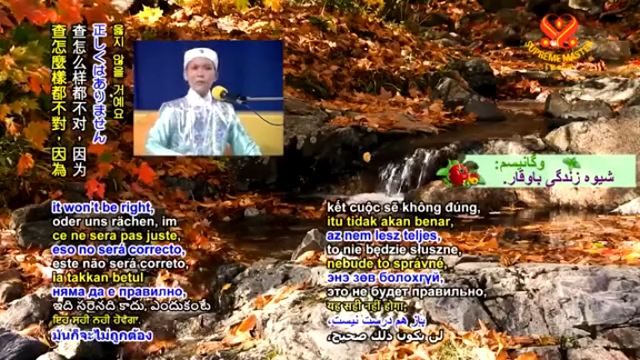 옳지 않을 거예요
正しくはありません
查怎么样都不对，因为
查怎麼樣都不對，因為
SUPREME MASTER
وگانیسم:
شیوه زندگی باوقار.
it won't be right,
oder uns rächen, im
ce ne sera pas juste,
eso no será correcto,
este não será correto,
Ia takkan betul
няма да е правилно,
ఇది సరైనది కాదు, ఎందుకంటే
ਇਹ ਸਹੀ ਨਹੀਂ ਹੋਵੇਗਾ,
มันก็จะไม่ถูกต้อง
kết cuộc sẽ không đúng,
itu tidak akan benar,
az nem lesz teljes,
to nie będzie słuszne,
nebude to správné,
энэ зөв болохгүй,
это не будет правильно,
यह सही नहीं होगा,
باز هم درست نیست،
لن يكون ذلك صحيح،